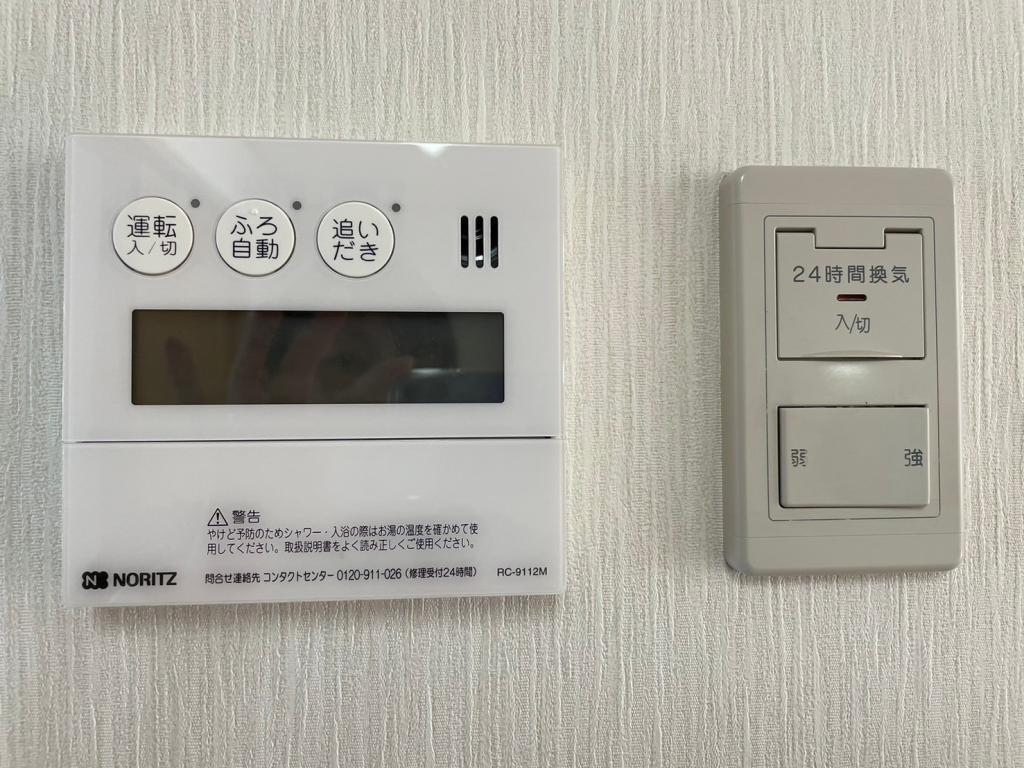 運転
入/切
ふろ
自動
追い
だき
警告
やけど予防のためシャワー・入浴の際はお湯の温度を確かめて使
用してください。取扱説明書をよく読み正しくご使用ください。
NORITZ
問合せ連絡先 コンタクトセンター 0120-911-026（修理受付24時間）
RC-9112M
24時間換気
入/切
弱 強